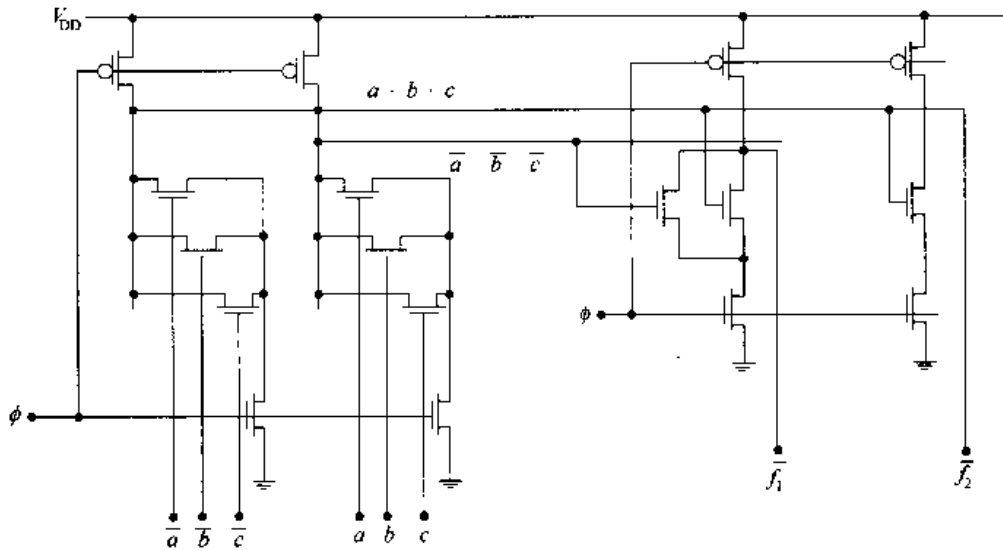 V_DD
a · b · c
a̅ b̅ c̅
ϕ
ϕ
f̅₁
f̅₂
a̅ b̅ c̅ a b c